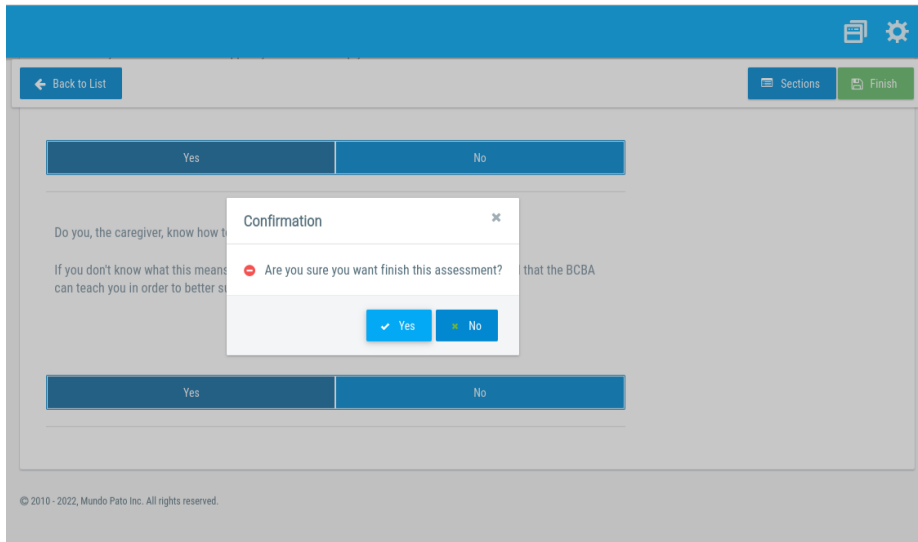 Back to List
Sections
Finish
Yes
No
Confirmation
Do you, the caregiver, know how
Are you sure you want finish this assessment?
If you don't know what this means
that the BCBA
can teach you in order to better
Yes
No
Yes
No
© 2010 - 2022, Mundo Pato Inc. All rights reserved.